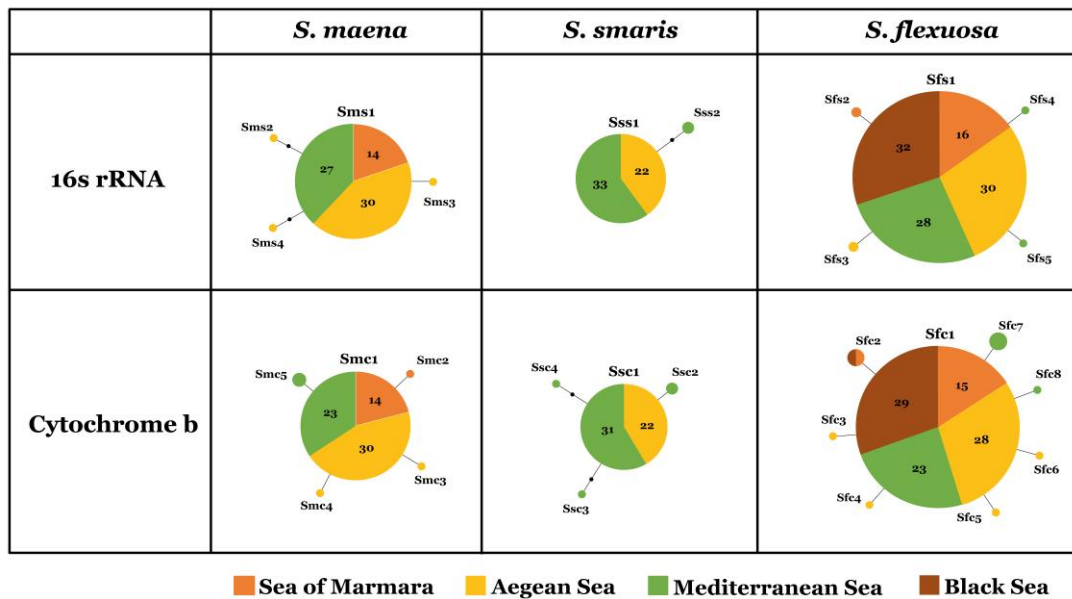 S. maena S. smaris S. flexuosa
16s rRNA
Sms1
Sms2
27
14
30
Sms3
Sms4
Sss1
Sss2
33
22
Sfs1
Sfs2
Sfs4
32
16
30
28
Sfs3
Sfs5
Cytochrome b
Smc1
Smc2
Smc5
23
14
30
Smc3
Smc4
Ssc1
Ssc4
Ssc2
31
22
Ssc3
Sfc1
Sfc7
Sfc2
Sfc8
29
15
Sfc3
28
23
Sfc6
Sfc4
Sfc5
Sea of Marmara Aegean Sea Mediterranean Sea Black Sea